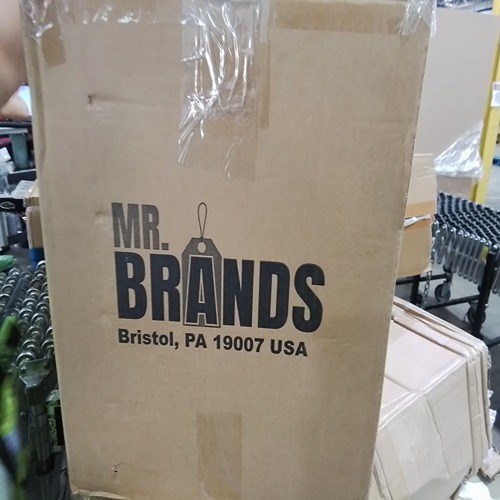 MR.
BRANDS
Bristol, PA 19007 USA